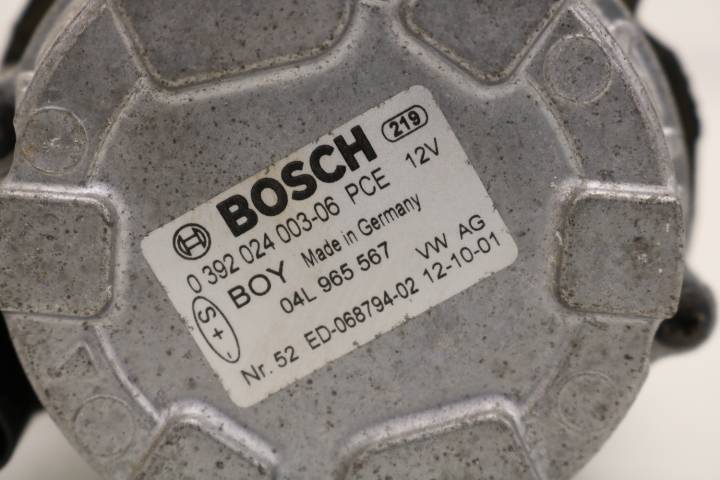 BOSCH 219
0 392 024 003-06 PCE 12V
BOY Made in Germany
04L 965 567 VW AG
S + -
Nr. 52 ED-068794-02 12-10-01